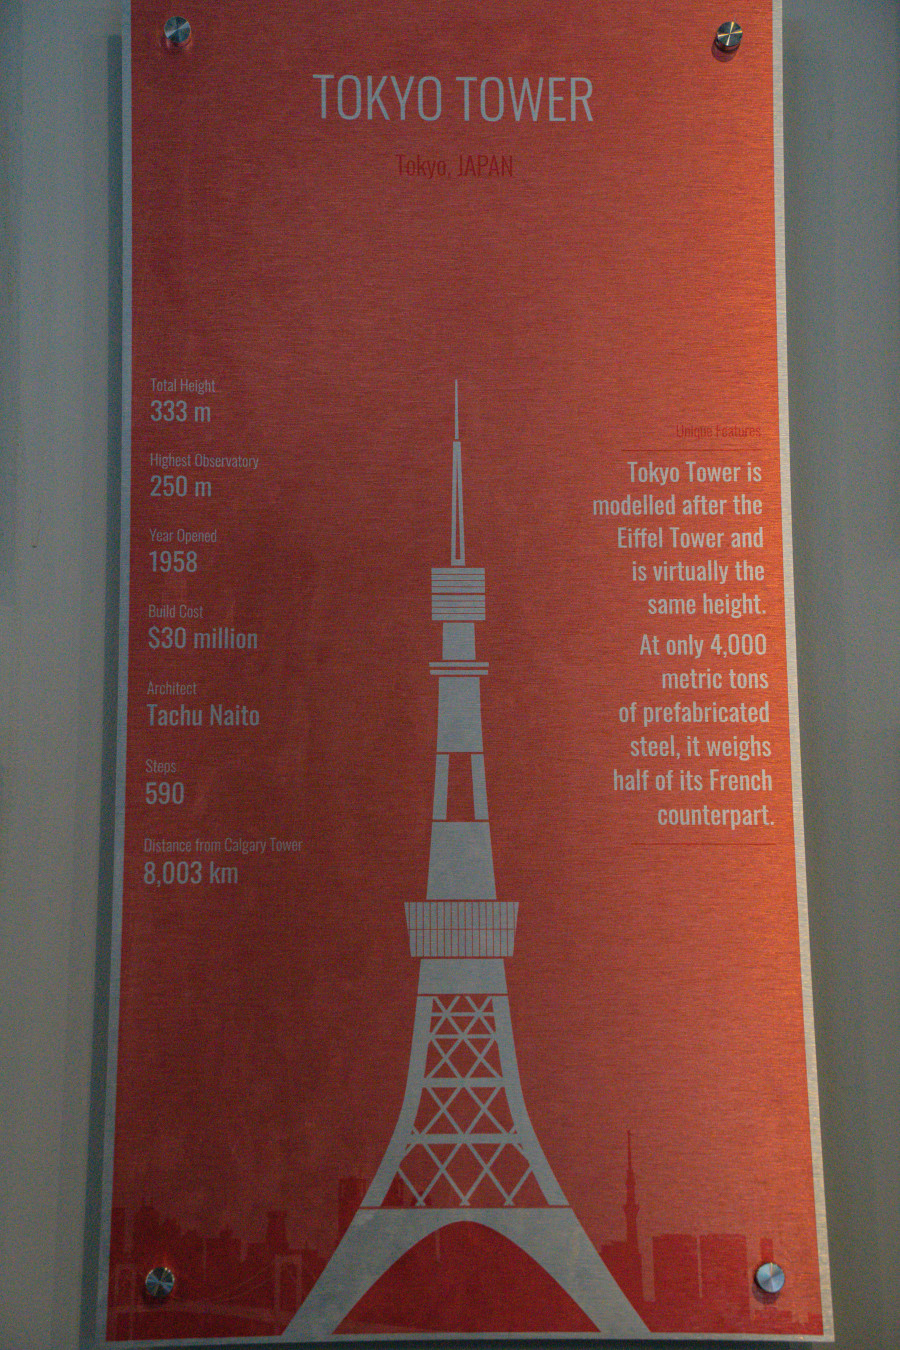 TOKYO TOWER
Tokyo, JAPAN
Total Height
333 m
Highest Observatory
250 m
Year Opened
1958
Build Cost
$30 million
Architect
Tachu Naito
Steps
590
Distance from Calgary Tower
8,003 km
Unique Features
Tokyo Tower is
modelled after the
Eiffel Tower and
is virtually the
same height.
At only 4,000
metric tons
of prefabricated
steel, it weighs
half of its French
counterpart.